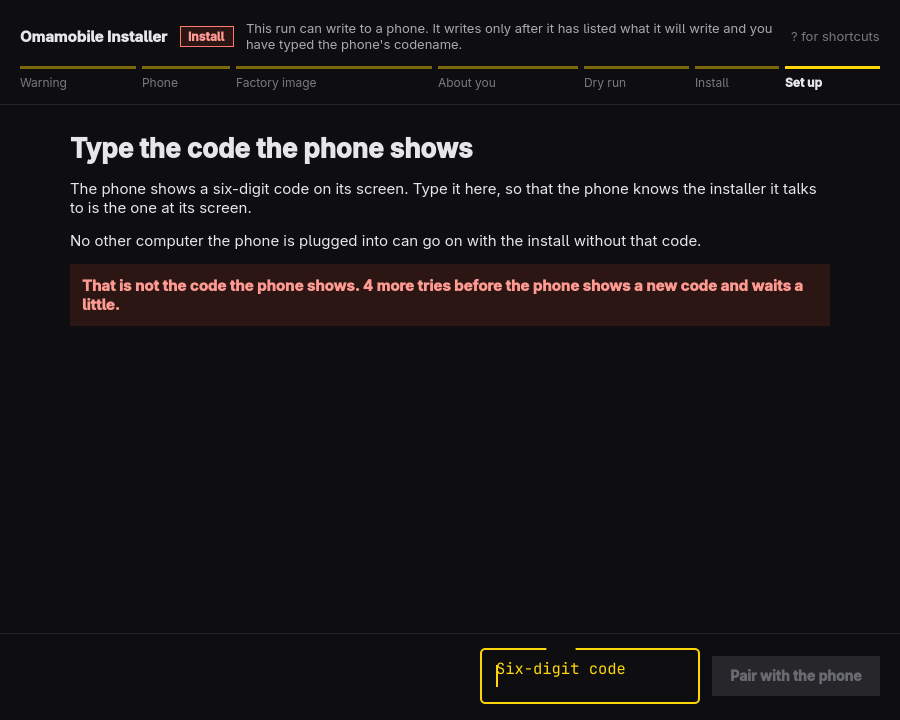 Omamobile Installer
Install
This run can write to a phone. It writes only after it has listed what it will write and you
have typed the phone's codename.
? for shortcuts
Warning
Phone
Factory image
About you
Dry run
Install
Set up
Type the code the phone shows
The phone shows a six-digit code on its screen. Type it here, so that the phone knows the installer it talks
to is the one at its screen.
No other computer the phone is plugged into can go on with the install without that code.
That is not the code the phone shows. 4 more tries before the phone shows a new code and waits a
little.
Six-digit code
Pair with the phone